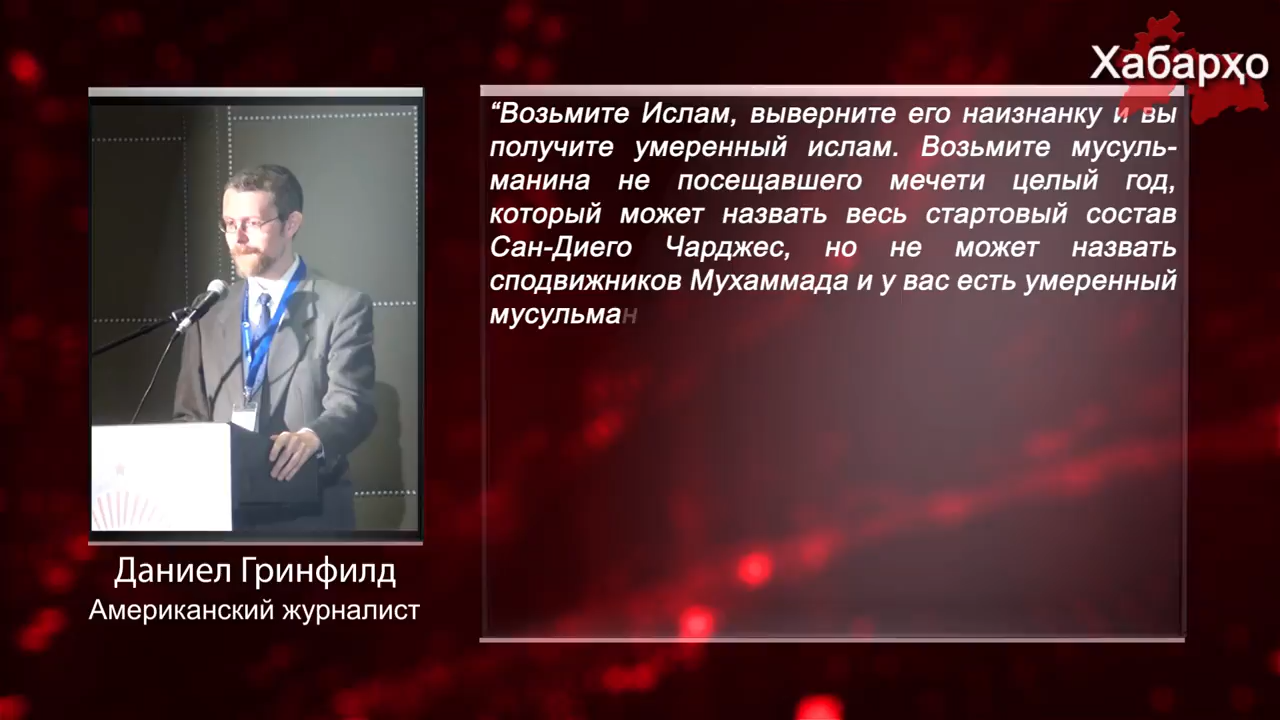 Хабарҳо
“Возьмите Ислам, выверните его наизнанку и вы
получите умеренный ислам. Возьмите мусуль-
манина не посещавшего мечети целый год,
который может назвать весь стартовый состав
Сан-Диего Чарджес, но не может назвать
сподвижников Мухаммада и у вас есть умеренный
мусульман
Даниел Гринфилд
Американский журналист